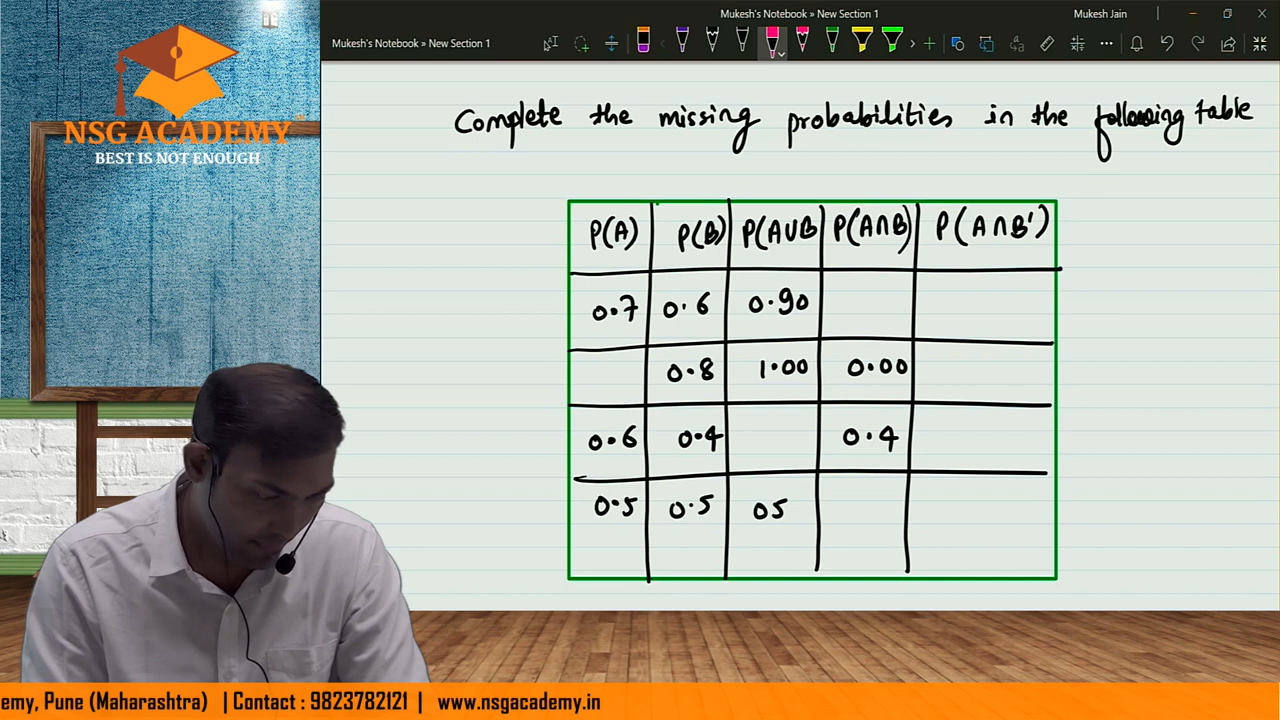 Mukesh's Notebook » New Section 1
Mukesh Jain
Mukesh's Notebook » New Section 1
NSG ACADEMY
BEST IS NOT ENOUGH
Complete the missing probabilities in the following table
P(A) P(B) P(A∪B P(A∩B) P(A∩B')
0.7 0.6 0.90
0.8 1.00 0.00
0.6 0.4 0.4
0.5 0.5 05
emy, Pune (Maharashtra) | Contact : 9823782121 | www.nsgacademy.in